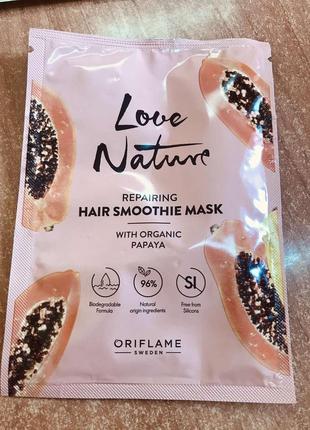 Love
Nature
REPAIRING
HAIR SMOOTHIE MASK
WITH ORGANIC
PAPAYA
96%
SI
Biodegradable
Formula
Natural
origin ingredients
Free from
Silicons
ORIFLAME
SWEDEN